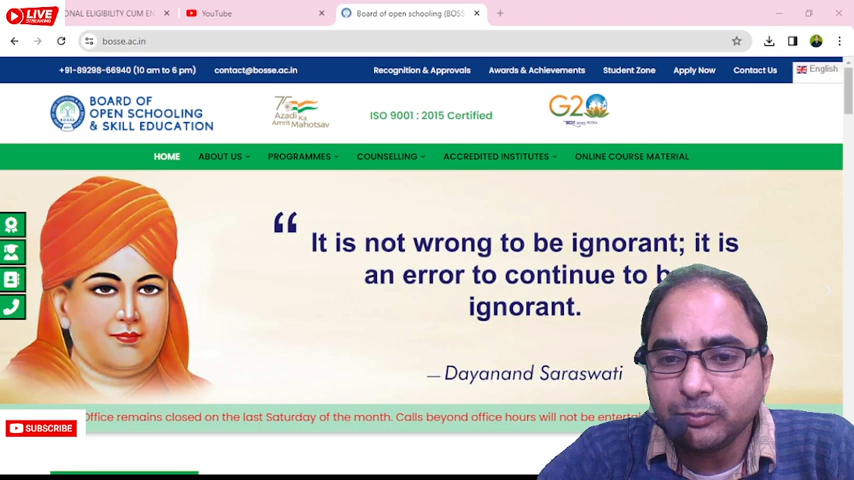 LIVE
STREAMING
ONAL ELIGIBILITY CUM EN
YouTube
Board of open schooling (BOSS
bosse.ac.in
+91-89298-66940 (10 am to 6 pm)
contact@bosse.ac.in
Recognition & Approvals
Awards & Achievements
Student Zone
Apply Now
Contact Us
English
BOARD OF
OPEN SCHOOLING
& SKILL EDUCATION
75
Azadi Ka
Amrit Mahotsav
ISO 9001 : 2015 Certified
G20
HOME
ABOUT US
PROGRAMMES
COUNSELLING
ACCREDITED INSTITUTES
ONLINE COURSE MATERIAL
“ It is not wrong to be ignorant; it is
an error to continue to b
ignorant.
—Dayanand Saraswati
Office remains closed on the last Saturday of the month. Calls beyond office hours will not be entertai
SUBSCRIBE